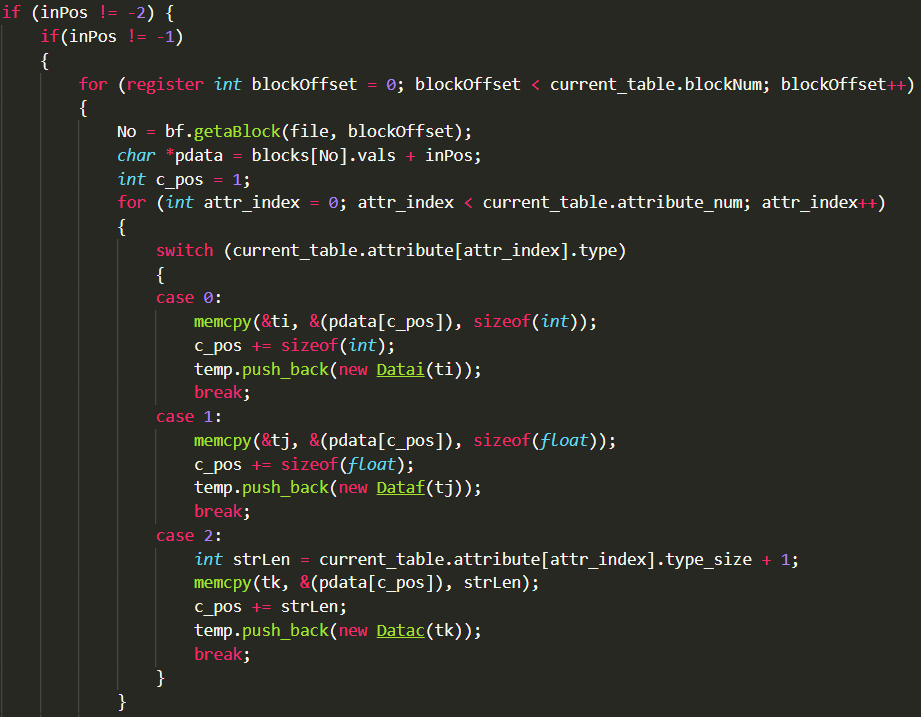 if (inPos != -2) {
    if(inPos != -1)
    {
        for (register int blockOffset = 0; blockOffset < current_table.blockNum; blockOffset++)
        {
            No = bf.getaBlock(file, blockOffset);
            char *pdata = blocks[No].vals + inPos;
            int c_pos = 1;
            for (int attr_index = 0; attr_index < current_table.attribute_num; attr_index++)
            {
                switch (current_table.attribute[attr_index].type)
                {
                case 0:
                    memcpy(&ti, &(pdata[c_pos]), sizeof(int));
                    c_pos += sizeof(int);
                    temp.push_back(new Datai(ti));
                    break;
                case 1:
                    memcpy(&tj, &(pdata[c_pos]), sizeof(float));
                    c_pos += sizeof(float);
                    temp.push_back(new Dataf(tj));
                    break;
                case 2:
                    int strLen = current_table.attribute[attr_index].type_size + 1;
                    memcpy(tk, &(pdata[c_pos]), strLen);
                    c_pos += strLen;
                    temp.push_back(new Datac(tk));
                    break;
                }
            }